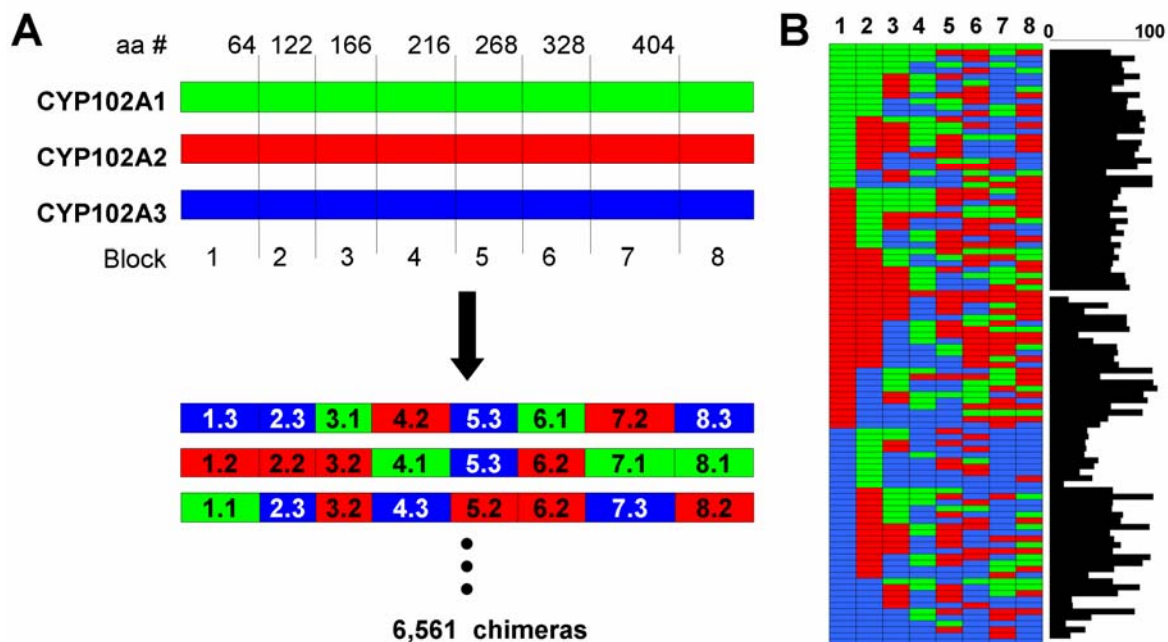 A
aa # 64 122 166 216 268 328 404
CYP102A1
CYP102A2
CYP102A3
Block 1 2 3 4 5 6 7 8
1.3 2.3 3.1 4.2 5.3 6.1 7.2 8.3
1.2 2.2 3.2 4.1 5.3 6.2 7.1 8.1
1.1 2.3 3.2 4.3 5.2 6.2 7.3 8.2
6,561 chimeras
B
1 2 3 4 5 6 7 8
0 100